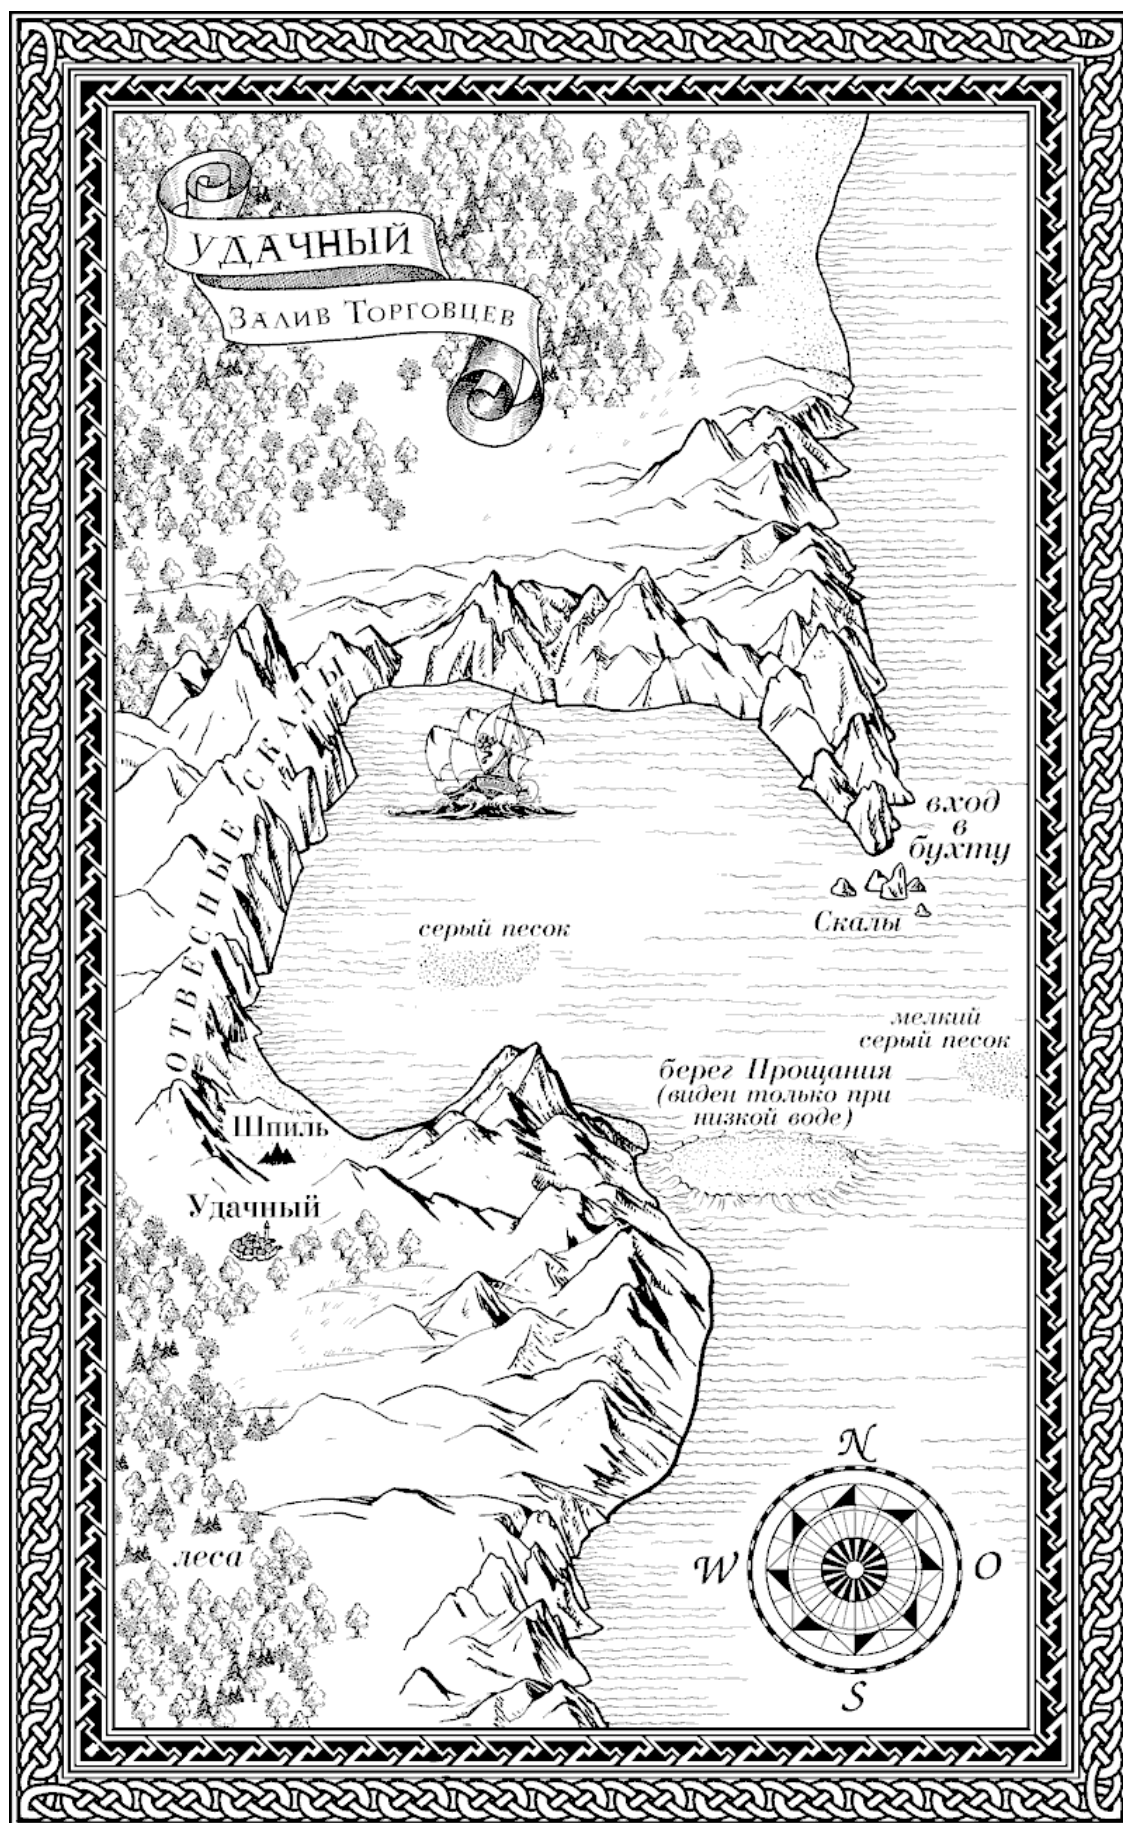 УДАЧНЫЙ
ЗАЛИВ ТОРГОВЦЕВ
ОТВЕСНЫЕ СКАЛЫ
вход
в
бухту
Скалы
серый песок
мелкий
серый песок
берег Прощания
(виден только при
низкой воде)
Шпиль
Удачный
леса
N
W
O
S